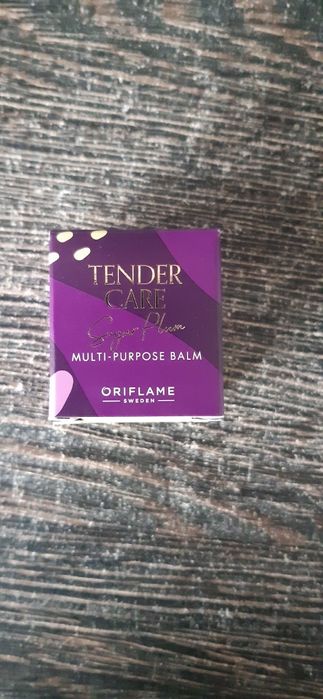 TENDER
CARE
Sugar Plum
MULTI-PURPOSE BALM
ORIFLAME
SWEDEN